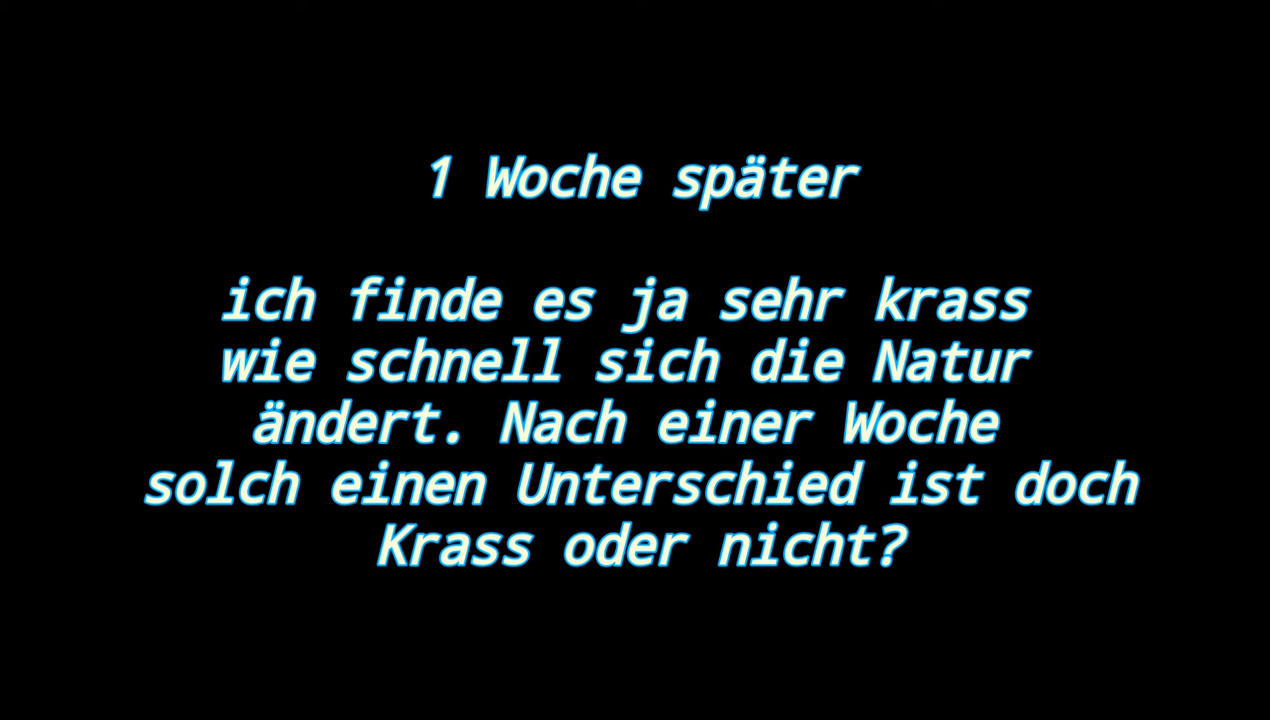 1 Woche später
ich finde es ja sehr krass
wie schnell sich die Natur
ändert. Nach einer Woche
solch einen Unterschied ist doch
Krass oder nicht?